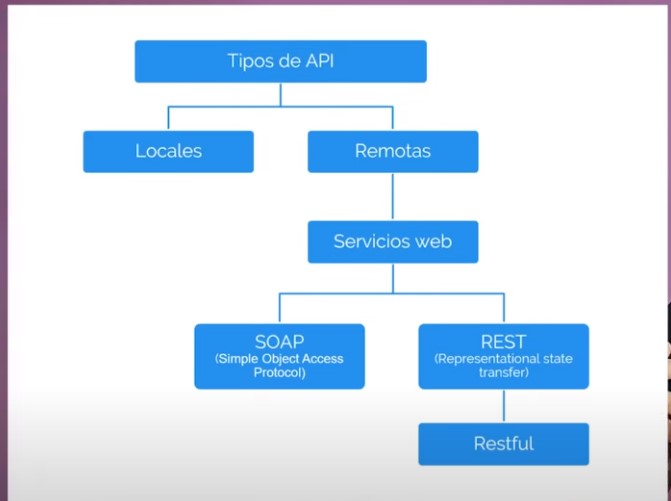 Tipos de API
Locales
Remotas
Servicios web
SOAP
(Simple Object Access
Protocol)
REST
(Representational state
transfer)
Restful